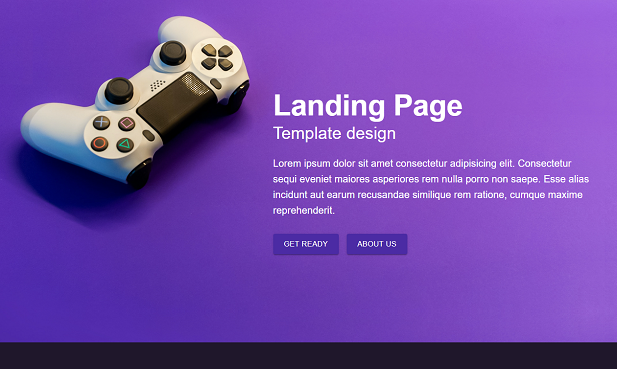 Landing Page
Template design
Lorem ipsum dolor sit amet consectetur adipisicing elit. Consectetur
sequi eveniet maiores asperiores rem nulla porro non saepe. Esse alias
incidunt aut earum recusandae similique rem ratione, cumque maxime
reprehenderit.
GET READY ABOUT US